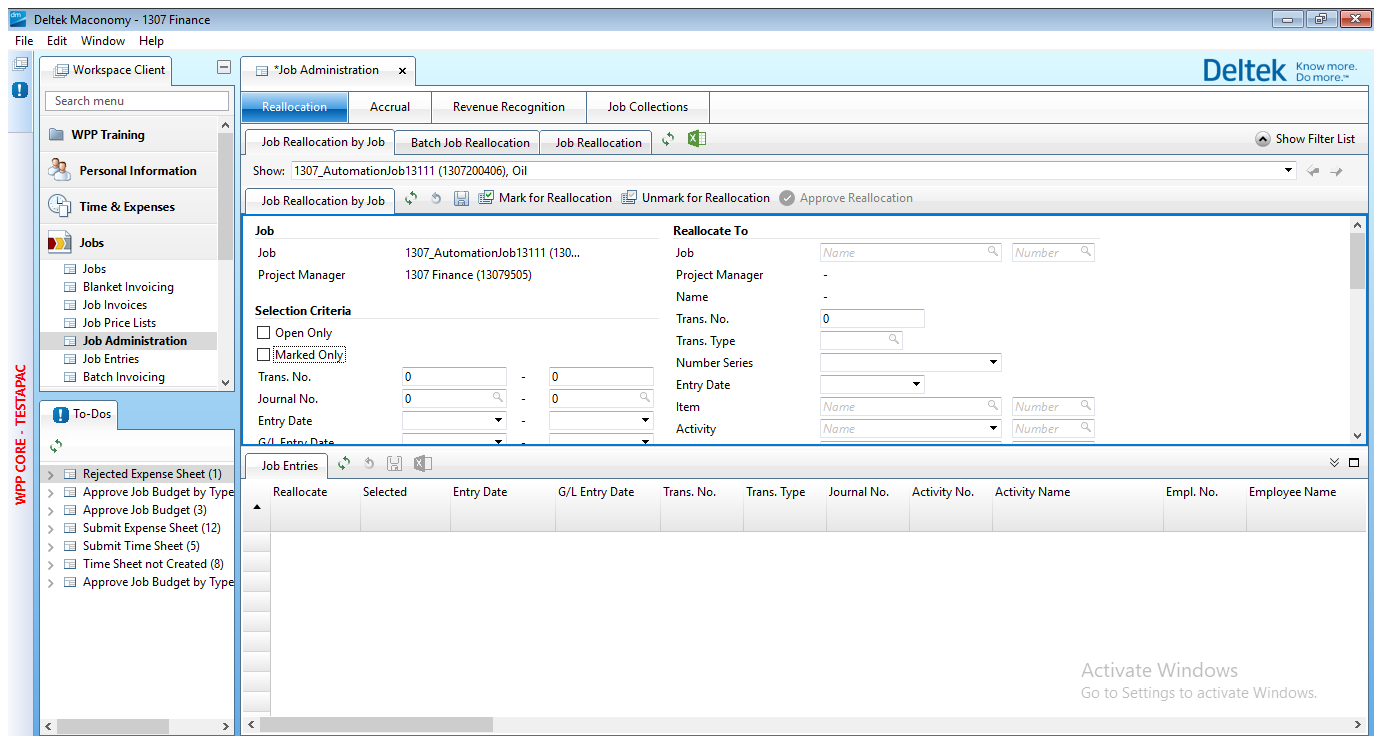 dm Deltek Maconomy - 1307 Finance
File Edit Window Help
Workspace Client
*Job Administration
Deltek Know more. Do more.™
Search menu
Reallocation Accrual Revenue Recognition Job Collections
WPP Training
Job Reallocation by Job Batch Job Reallocation Job Reallocation Show Filter List
Personal Information
Show: 1307_AutomationJob13111 (1307200406), Oil
Time & Expenses
Job Reallocation by Job Mark for Reallocation Unmark for Reallocation Approve Reallocation
Jobs
Jobs
Blanket Invoicing
Job Invoices
Job Price Lists
Job Administration
Job Entries
Batch Invoicing
Job
Job 1307_AutomationJob13111 (130...
Project Manager 1307 Finance (13079505)
Selection Criteria
Open Only
Marked Only
Trans. No. 0 - 0
Journal No. 0 - 0
Entry Date -
G/L Entry Date -
Reallocate To
Job Name Number
Project Manager -
Name -
Trans. No. 0
Trans. Type
Number Series
Entry Date
Item Name Number
Activity Name Number
WPP CORE - TESTAPAC
To-Dos
Rejected Expense Sheet (1)
Approve Job Budget by Type
Approve Job Budget (3)
Submit Expense Sheet (12)
Submit Time Sheet (5)
Time Sheet not Created (8)
Approve Job Budget by Type
Job Entries
Reallocate Selected Entry Date G/L Entry Date Trans. No. Trans. Type Journal No. Activity No. Activity Name Empl. No. Employee Name
Activate Windows
Go to Settings to activate Windows.